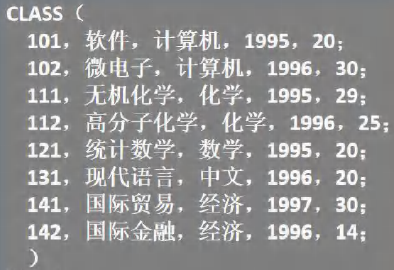 CLASS（
101，软件，计算机，1995，20；
102，微电子，计算机，1996，30；
111，无机化学，化学，1995，29；
112，高分子化学，化学，1996，25；
121，统计数学，数学，1995，20；
131，现代语言，中文，1996，20；
141，国际贸易，经济，1997，30；
142，国际金融，经济，1996，14；
）